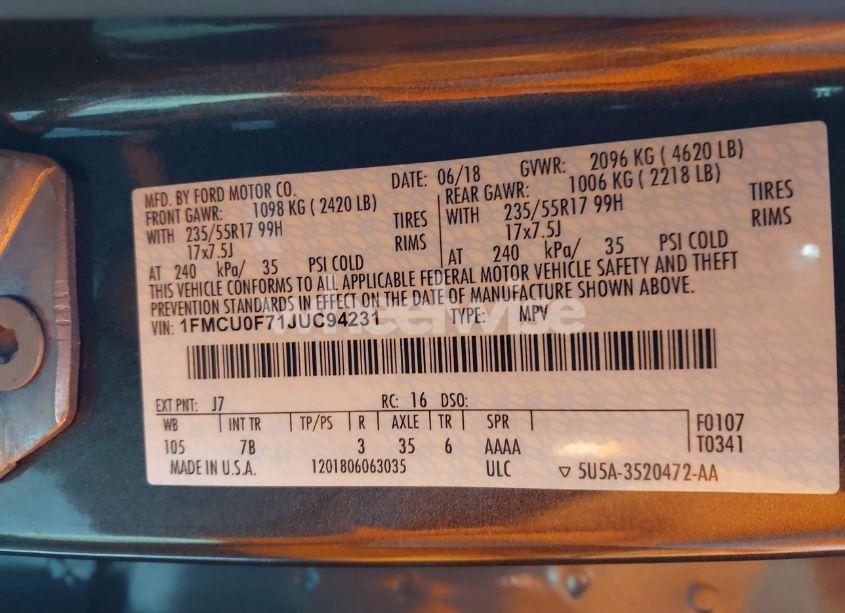 MFD. BY FORD MOTOR CO. DATE: 06/18 GVWR: 2096 KG ( 4620 LB)
FRONT GAWR: 1098 KG ( 2420 LB) REAR GAWR: 1006 KG ( 2218 LB)
WITH 235/55R17 99H TIRES WITH 235/55R17 99H TIRES
17x7.5J RIMS 17x7.5J RIMS
AT 240 kPa/ 35 PSI COLD AT 240 kPa/ 35 PSI COLD
THIS VEHICLE CONFORMS TO ALL APPLICABLE FEDERAL MOTOR VEHICLE SAFETY AND THEFT
PREVENTION STANDARDS IN EFFECT ON THE DATE OF MANUFACTURE SHOWN ABOVE.
VIN: 1FMCU0F71JUC94231 TYPE: MPV
wheelwise
EXT PNT: J7 RC: 16 DSO:
WB INT TR TP/PS R AXLE TR SPR F0107
105 7B 3 35 6 AAAA T0341
MADE IN U.S.A. 1201806063035 ULC ▽ 5U5A-3520472-AA